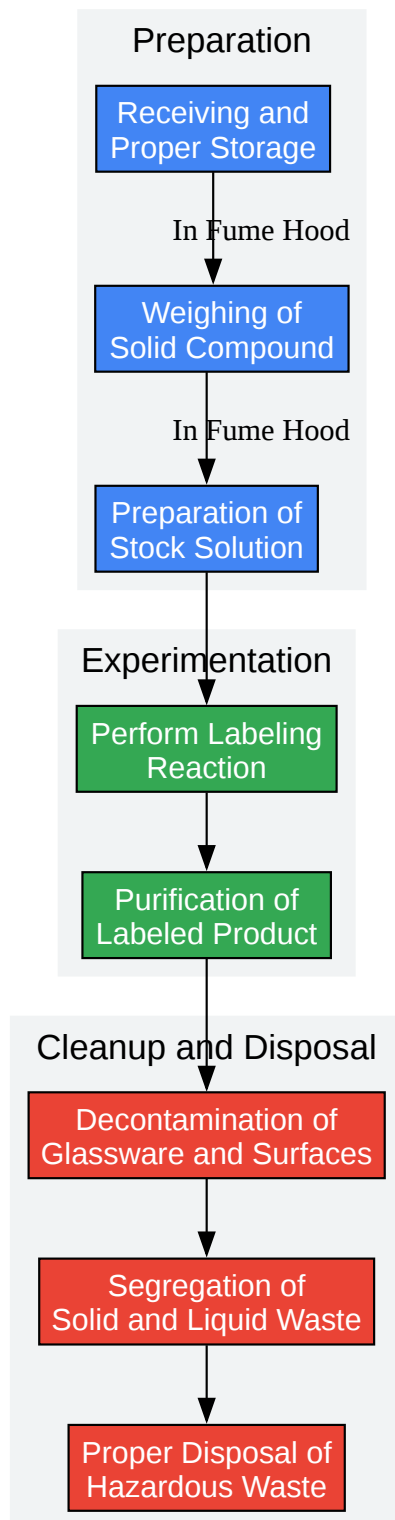 Preparation
Receiving and
Proper Storage
In Fume Hood
Weighing of
Solid Compound
In Fume Hood
Preparation of
Stock Solution
Experimentation
Perform Labeling
Reaction
Purification of
Labeled Product
Cleanup and Disposal
Decontamination of
Glassware and Surfaces
Segregation of
Solid and Liquid Waste
Proper Disposal of
Hazardous Waste